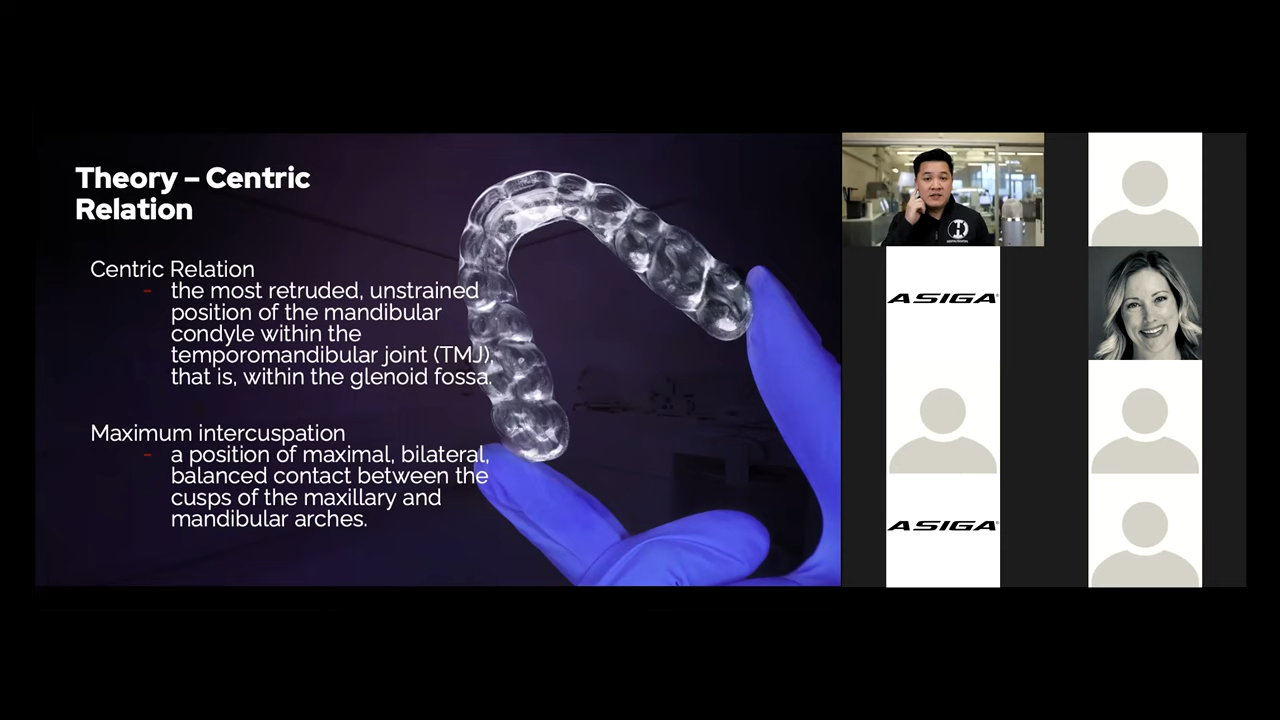 Theory – Centric
Relation
Centric Relation
- the most retruded, unstrained
position of the mandibular
condyle within the
temporomandibular joint (TMJ),
that is, within the glenoid fossa.
Maximum intercuspation
- a position of maximal, bilateral,
balanced contact between the
cusps of the maxillary and
mandibular arches.
ASIGA
ASIGA